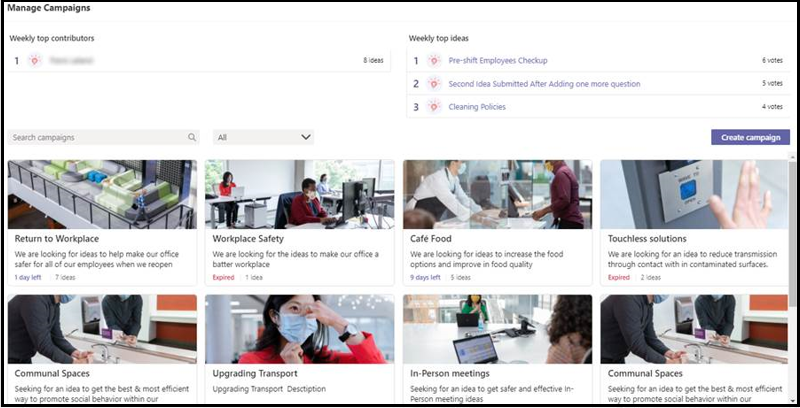 Manage Campaigns
Weekly top contributors
1
8 ideas
Weekly top ideas
1 Pre-shift Employees Checkup 6 votes
2 Second Idea Submitted After Adding one more question 5 votes
3 Cleaning Policies 4 votes
Search campaigns
All
Create campaign
Return to Workplace
We are looking for ideas to help make our office
safer for all of our employees when we reopen
1 day left 7 ideas
Workplace Safety
We are looking for the ideas to make our office a
batter workplace
Expired 1 idea
Café Food
We are looking for ideas to increase the food
options and improve in food quality
9 days left 5 ideas
Touchless solutions
We are looking for an idea to reduce transmission
through contact with in contaminated surfaces.
Expired 2 ideas
Communal Spaces
Seeking for an idea to get the best & most efficient
way to promote social behavior within our
Upgrading Transport
Upgrading Transport Desctiption
In-Person meetings
Seeking for an idea to get safer and effective In-
Person meeting ideas
Communal Spaces
Seeking for an idea to get the best & most efficient
way to promote social behavior within our